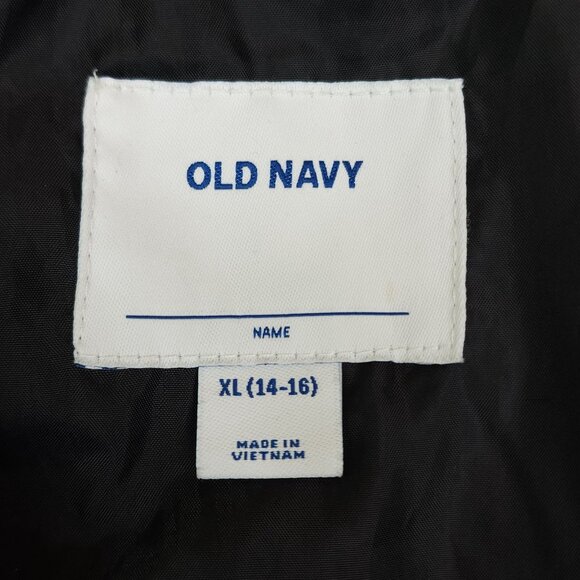 OLD NAVY
NAME
XL (14-16)
MADE IN
VIETNAM